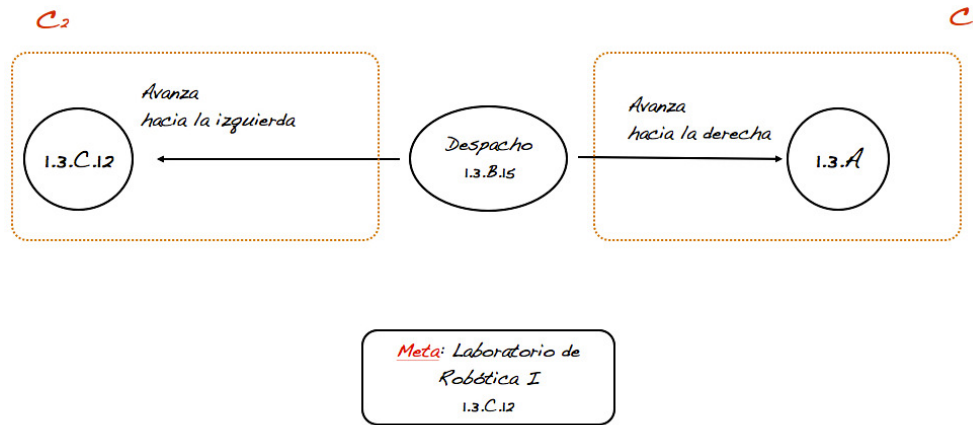 C2
C
Avanza
hacia la izquierda
1.3.C.12
Despacho
1.3.B.15
Avanza
hacia la derecha
1.3.A
Meta: Laboratorio de
Robótica I
1.3.C.12